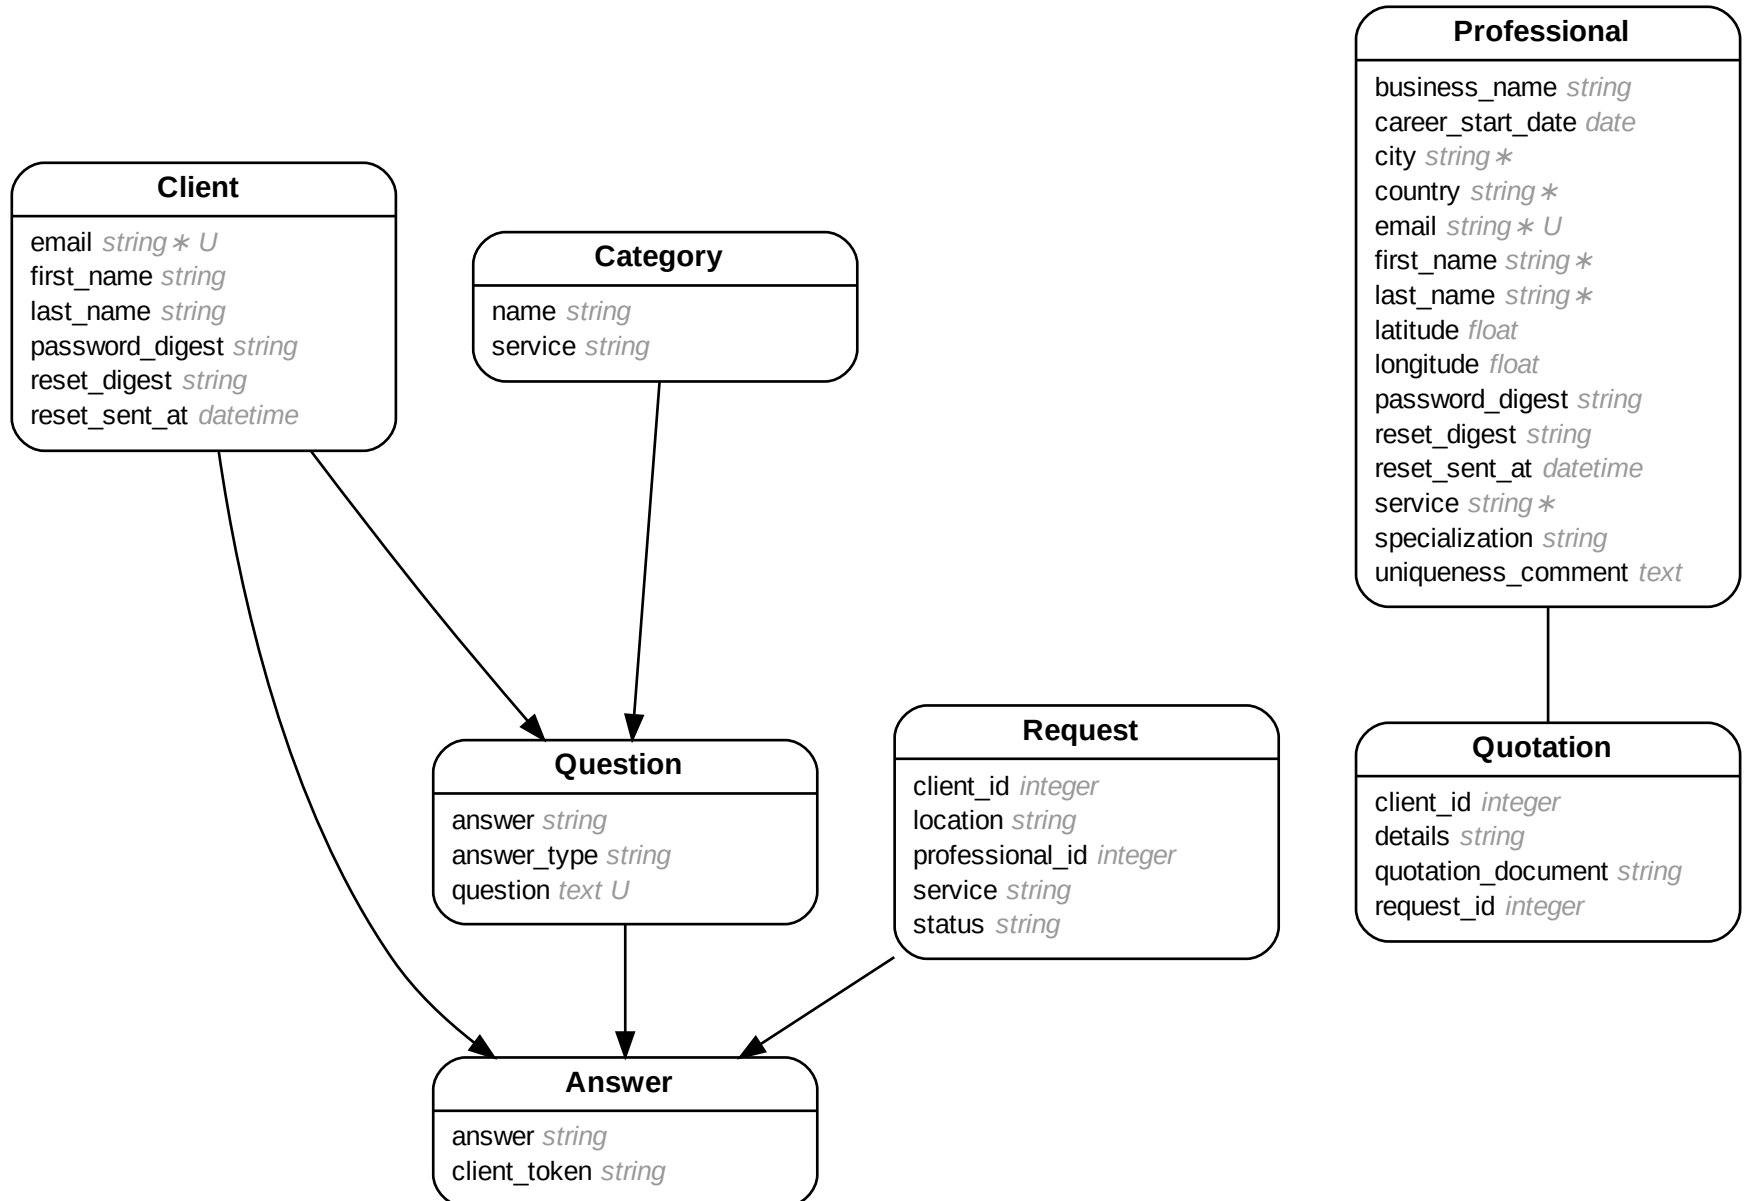 Professional
business_name string
career_start_date date
city string ∗
country string ∗
email string ∗ U
first_name string ∗
last_name string ∗
latitude float
longitude float
password_digest string
reset_digest string
reset_sent_at datetime
service string ∗
specialization string
uniqueness_comment text
Client
email string ∗ U
first_name string
last_name string
password_digest string
reset_digest string
reset_sent_at datetime
Category
name string
service string
Question
answer string
answer_type string
question text U
Request
client_id integer
location string
professional_id integer
service string
status string
Quotation
client_id integer
details string
quotation_document string
request_id integer
Answer
answer string
client_token string